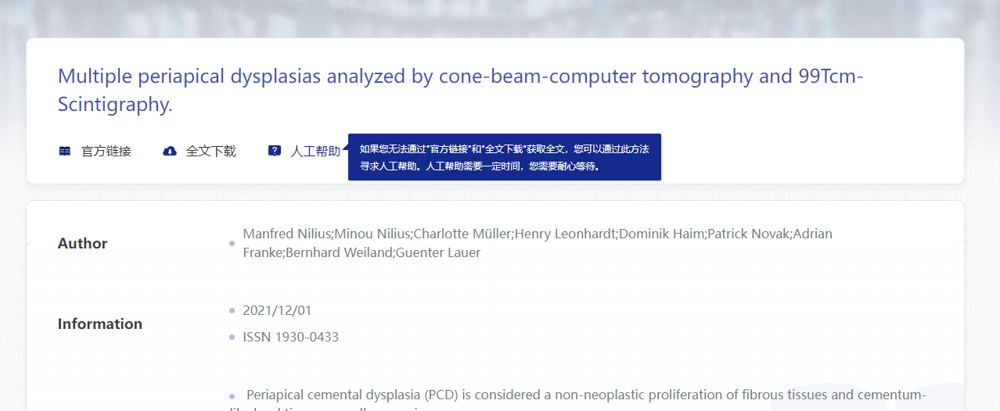 Multiple periapical dysplasias analyzed by cone-beam-computer tomography and 99Tcm-
Scintigraphy.
官方链接 全文下载 人工帮助
如果您无法通过"官方链接"和"全文下载"获取全文，您可以通过此方法
寻求人工帮助。人工帮助需要一定时间，您需要耐心等待。
Author
Manfred Nilius;Minou Nilius;Charlotte Müller;Henry Leonhardt;Dominik Haim;Patrick Novak;Adrian
Franke;Bernhard Weiland;Guenter Lauer
Information
2021/12/01
ISSN 1930-0433
Periapical cemental dysplasia (PCD) is considered a non-neoplastic proliferation of fibrous tissues and cementum-